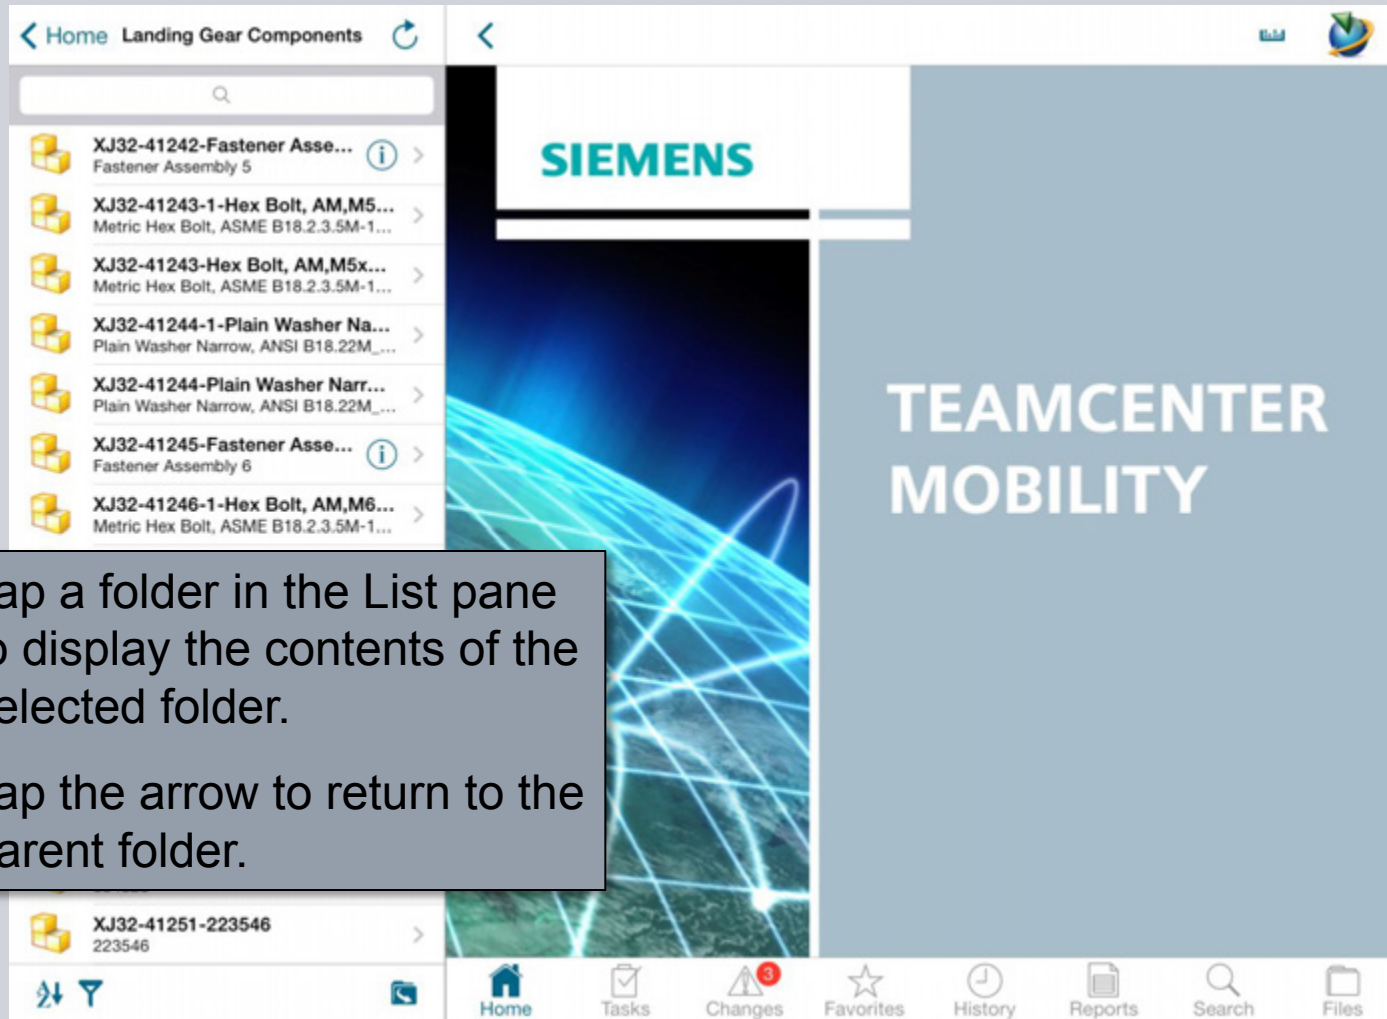 Home Landing Gear Components
XJ32-41242-Fastener Asse...
Fastener Assembly 5
XJ32-41243-1-Hex Bolt, AM,M5...
Metric Hex Bolt, ASME B18.2.3.5M-1...
XJ32-41243-Hex Bolt, AM,M5x...
Metric Hex Bolt, ASME B18.2.3.5M-1...
XJ32-41244-1-Plain Washer Na...
Plain Washer Narrow, ANSI B18.22M_...
XJ32-41244-Plain Washer Narr...
Plain Washer Narrow, ANSI B18.22M_...
XJ32-41245-Fastener Asse...
Fastener Assembly 6
XJ32-41246-1-Hex Bolt, AM,M6...
Metric Hex Bolt, ASME B18.2.3.5M-1...
ap a folder in the List pane
o display the contents of the
elected folder.
ap the arrow to return to the
arent folder.
XJ32-41251-223546
223546
SIEMENS
TEAMCENTER
MOBILITY
3
Home Tasks Changes Favorites History Reports Search Files